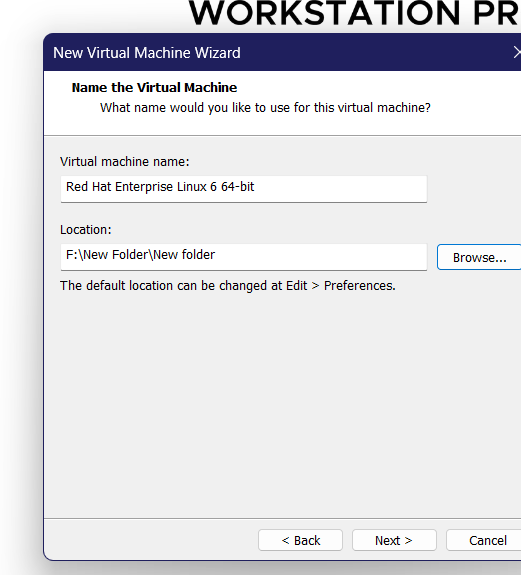 WORKSTATION PR
New Virtual Machine Wizard
Name the Virtual Machine
What name would you like to use for this virtual machine?
Virtual machine name:
Red Hat Enterprise Linux 6 64-bit
Location:
F:\New Folder\New folder
Browse...
The default location can be changed at Edit > Preferences.
< Back Next > Cancel